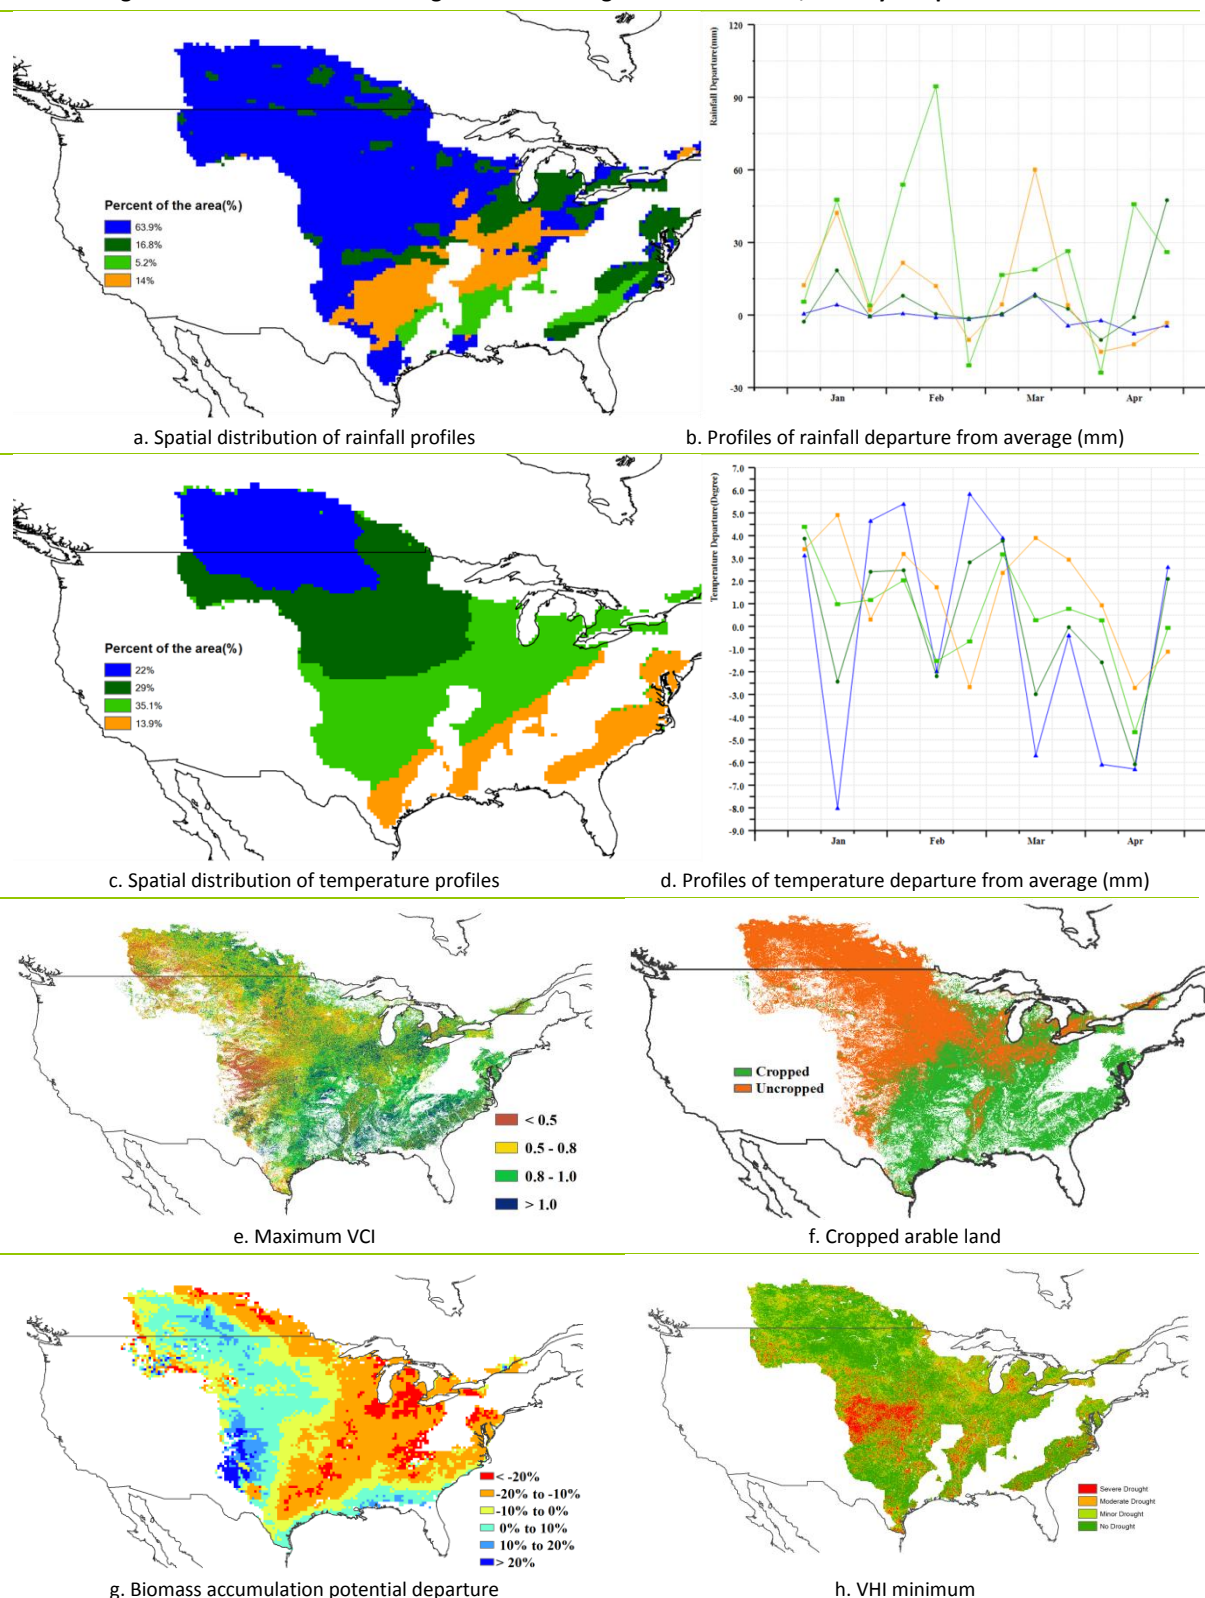 Percent of the area(%)
63.9%
16.8%
5.2%
14%
Rainfall Departure(mm)
120
90
60
30
0
-30
Jan Feb Mar Apr
a. Spatial distribution of rainfall profiles
b. Profiles of rainfall departure from average (mm)
Percent of the area(%)
22%
29%
35.1%
13.9%
Temperature Departure(Degree)
7.0
6.0
5.0
4.0
3.0
2.0
1.0
0.0
-1.0
-2.0
-3.0
-4.0
-5.0
-6.0
-7.0
-8.0
-9.0
Jan Feb Mar Apr
c. Spatial distribution of temperature profiles
d. Profiles of temperature departure from average (mm)
< 0.5
0.5 - 0.8
0.8 - 1.0
> 1.0
Cropped
Uncropped
e. Maximum VCI
f. Cropped arable land
< -20%
-20% to -10%
-10% to 0%
0% to 10%
10% to 20%
> 20%
Severe Drought
Moderate Drought
Minor Drought
No Drought
g. Biomass accumulation potential departure
h. VHI minimum